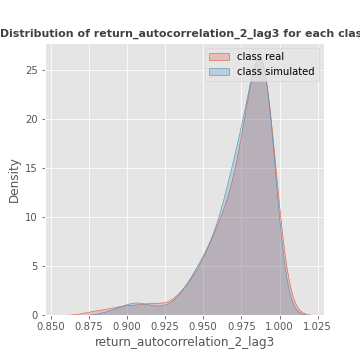 Distribution of return_autocorrelation_2_lag3 for each clas
class real
class simulated
25
20
15
10
5
0
Density
0.850 0.875 0.900 0.925 0.950 0.975 1.000 1.025
return_autocorrelation_2_lag3